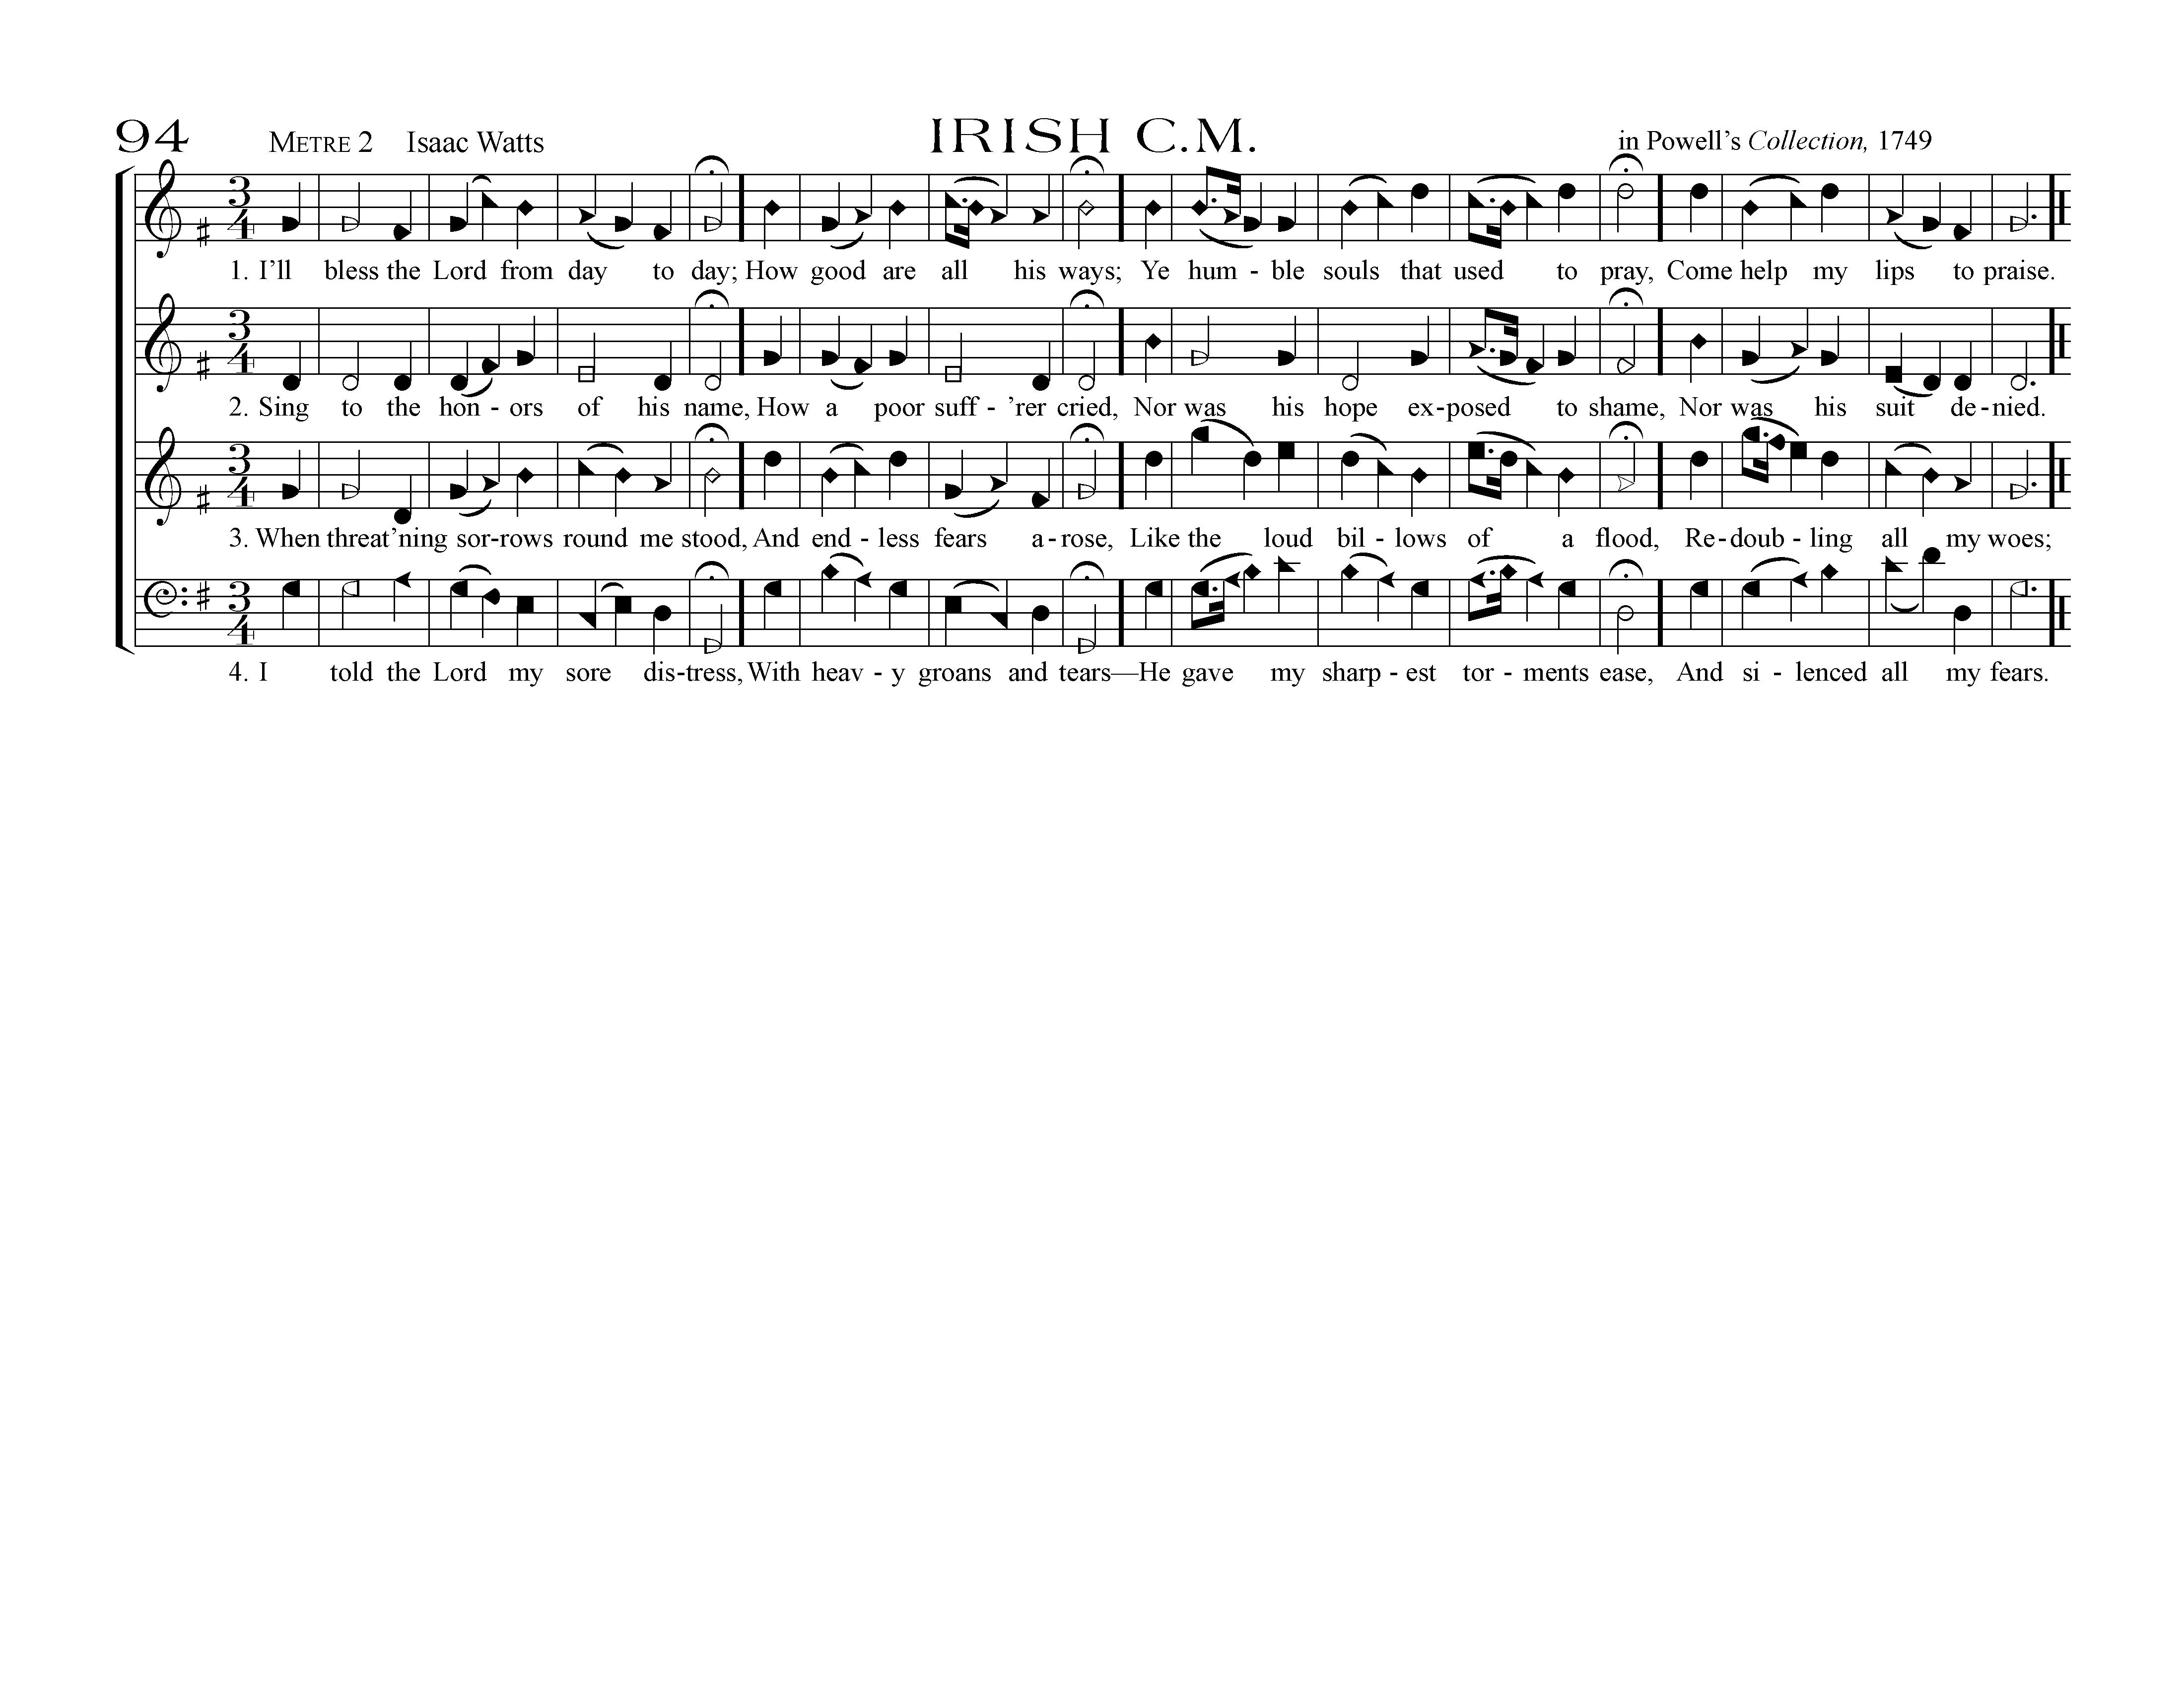 94 METRE 2 Isaac Watts IRISH C.M. in Powell's Collection, 1749
1. I'll bless the Lord from day to day; How good are all his ways; Ye hum - ble souls that used to pray, Come help my lips to praise.
2. Sing to the hon - ors of his name, How a poor suff - 'rer cried, Nor was his hope ex - posed to shame, Nor was his suit de - nied.
3. When threat'ning sor - rows round me stood, And end - less fears a - rose, Like the loud bil - lows of a flood, Re - doub - ling all my woes;
4. I told the Lord my sore dis - tress, With heav - y groans and tears—He gave my sharp - est tor - ments ease, And si - lenced all my fears.